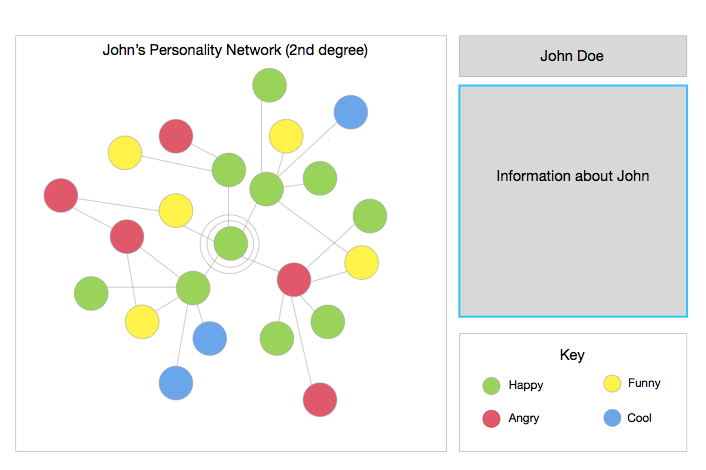 John’s Personality Network (2nd degree)
John Doe
Information about John
Key
Happy
Funny
Angry
Cool